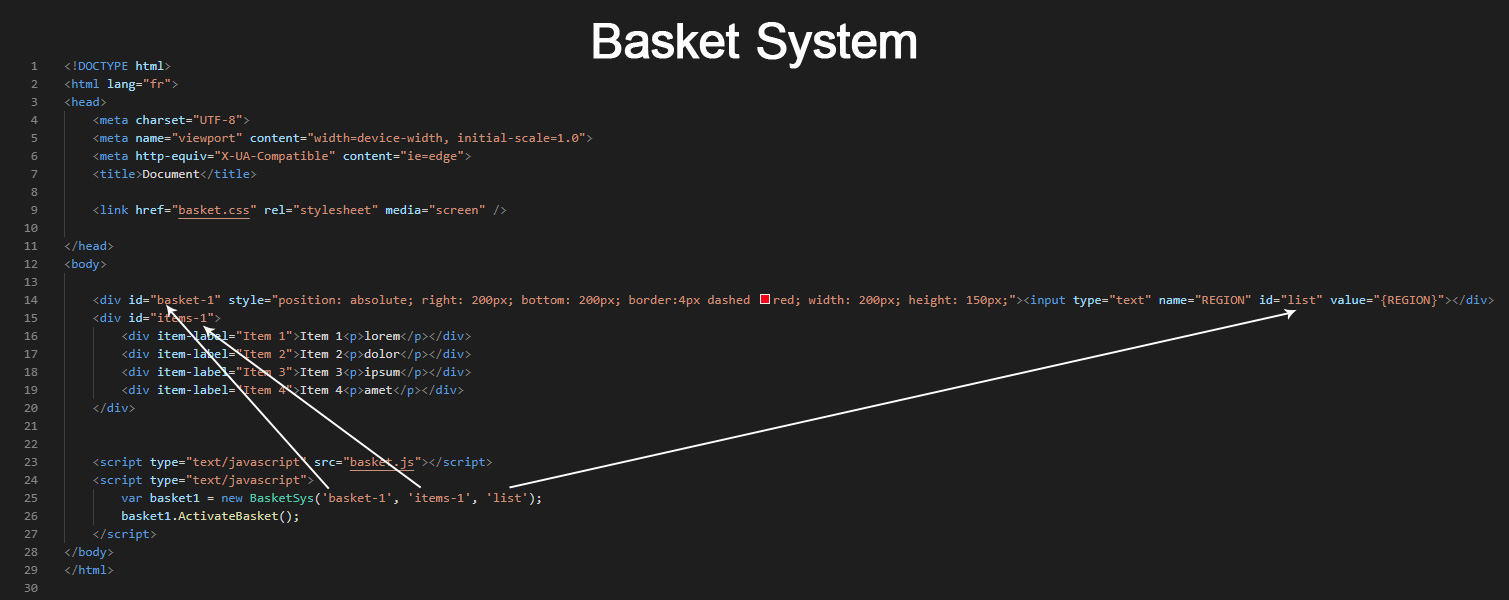 Basket System
1 <!DOCTYPE html>
2 <html lang="fr">
3 <head>
4 <meta charset="UTF-8">
5 <meta name="viewport" content="width=device-width, initial-scale=1.0">
6 <meta http-equiv="X-UA-Compatible" content="ie=edge">
7 <title>Document</title>
8
9 <link href="basket.css" rel="stylesheet" media="screen" />
10
11 </head>
12 <body>
13
14 <div id="basket-1" style="position: absolute; right: 200px; bottom: 200px; border:4px dashed red; width: 200px; height: 150px;"><input type="text" name="REGION" id="list" value="{REGION}"></div>
15 <div id="items-1">
16 <div item-label="Item 1">Item 1<p>lorem</p></div>
17 <div item-label="Item 2">Item 2<p>dolor</p></div>
18 <div item-label="Item 3">Item 3<p>ipsum</p></div>
19 <div item-label="Item 4">Item 4<p>amet</p></div>
20 </div>
21
22
23 <script type="text/javascript" src="basket.js"></script>
24 <script type="text/javascript">
25 var basket1 = new BasketSys('basket-1', 'items-1', 'list');
26 basket1.ActivateBasket();
27 </script>
28 </body>
29 </html>
30